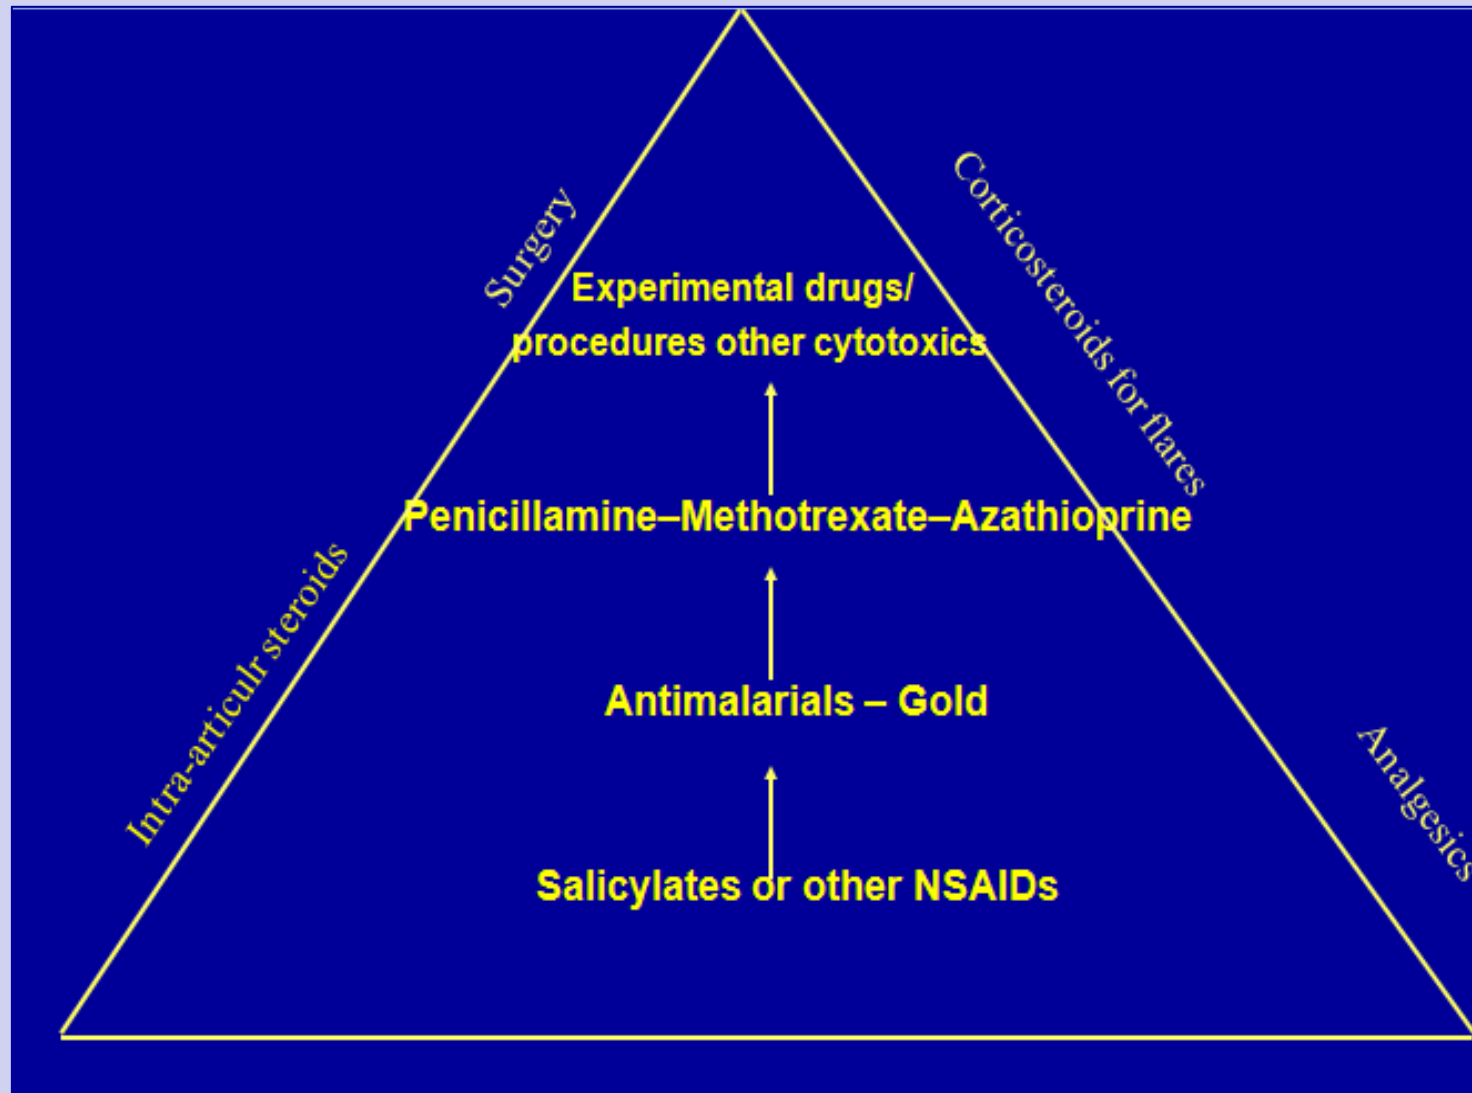 Surgery
Corticosteroids for flares
Experimental drugs/
procedures other cytotoxics
Penicillamine–Methotrexate–Azathioprine
Intra-articulr steroids
Antimalarials – Gold
Analgesics
Salicylates or other NSAIDs